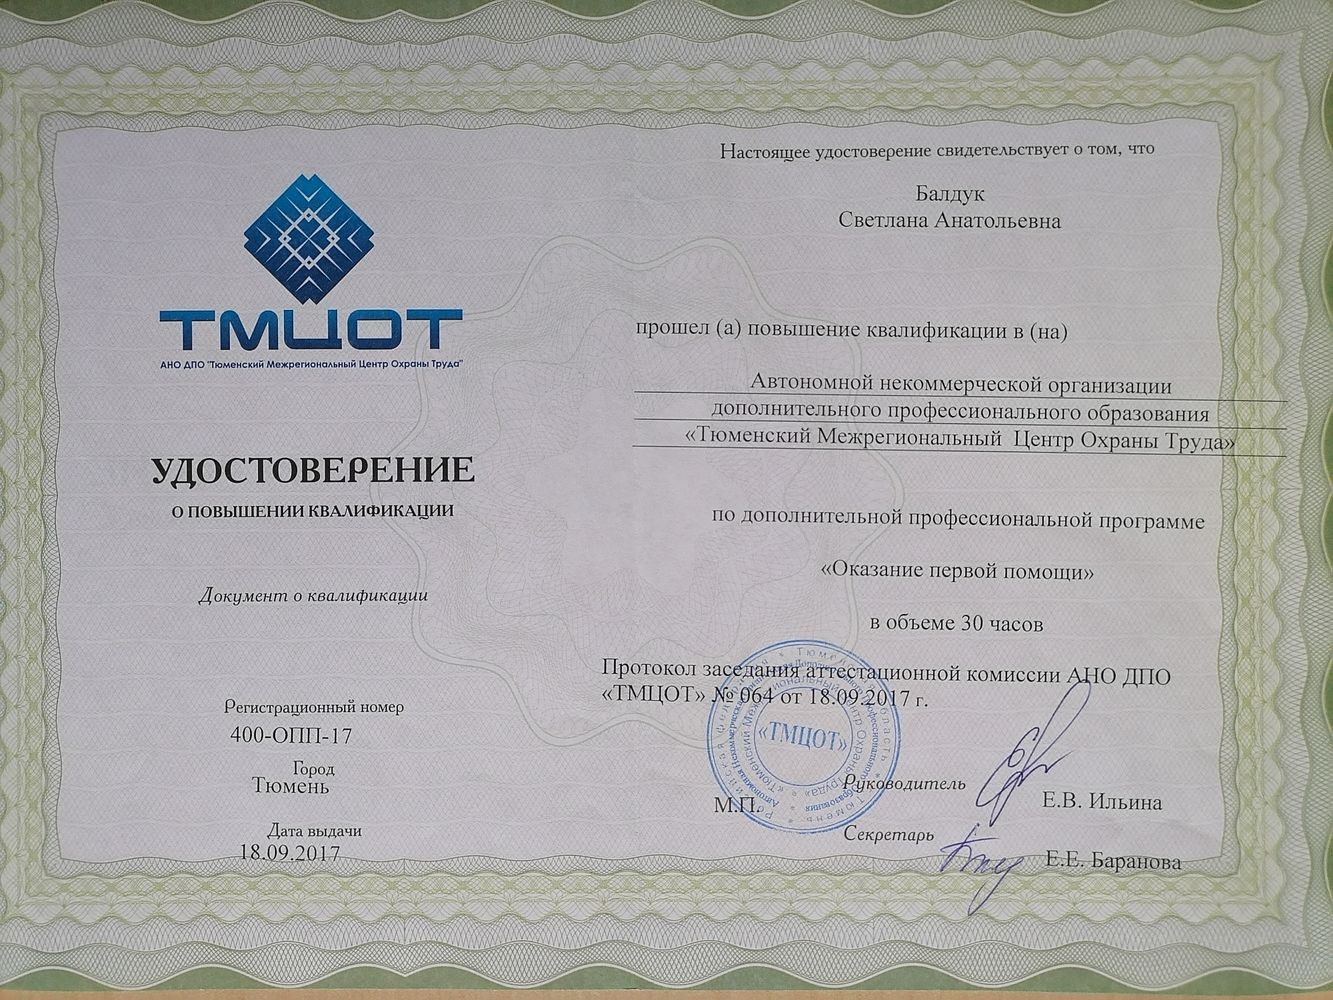 ТМЦОТ
АНО ДПО "Тюменский Межрегиональный Центр Охраны Труда"
УДОСТОВЕРЕНИЕ
О ПОВЫШЕНИИ КВАЛИФИКАЦИИ
Документ о квалификации
Регистрационный номер
400-ОПП-17
Город
Тюмень
Дата выдачи
18.09.2017
Настоящее удостоверение свидетельствует о том, что
Балдук
Светлана Анатольевна
прошел (а) повышение квалификации в (на)
Автономной некоммерческой организации
дополнительного профессионального образования
«Тюменский Межрегиональный Центр Охраны Труда»
по дополнительной профессиональной программе
«Оказание первой помощи»
в объеме 30 часов
Протокол заседания аттестационной комиссии АНО ДПО
«ТМЦОТ» № 064 от 18.09.2017 г.
«ТМЦОТ»
М.П.
Руководитель
Е.В. Ильина
Секретарь
Е.Е. Баранова